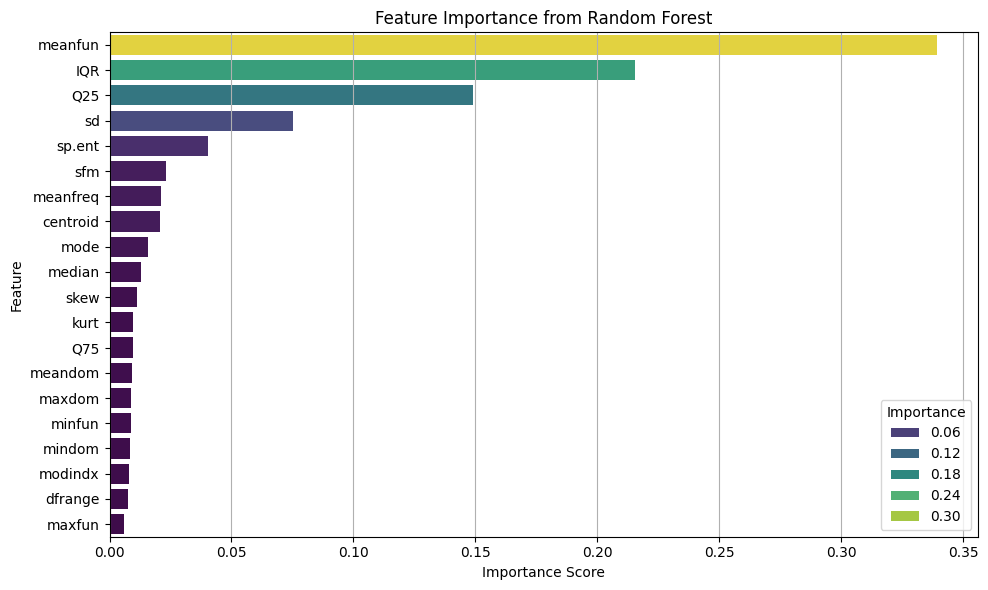 Feature Importance from Random Forest
Feature
meanfun
IQR
Q25
sd
sp.ent
sfm
meanfreq
centroid
mode
median
skew
kurt
Q75
meandom
maxdom
minfun
mindom
modindx
dfrange
maxfun
Importance
0.06
0.12
0.18
0.24
0.30
0.00 0.05 0.10 0.15 0.20 0.25 0.30 0.35
Importance Score